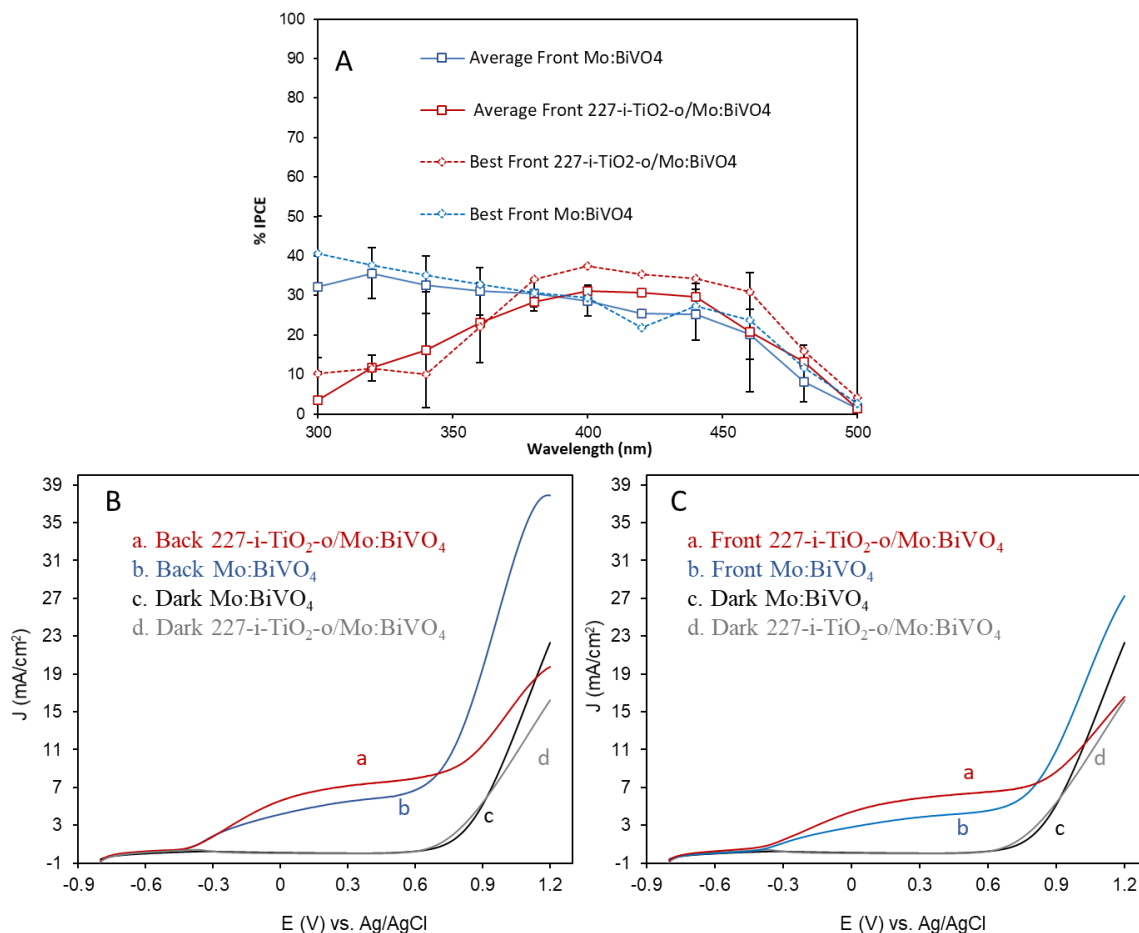 A
Average Front Mo:BiVO4
Average Front 227-i-TiO2-o/Mo:BiVO4
Best Front 227-i-TiO2-o/Mo:BiVO4
Best Front Mo:BiVO4
% IPCE
100
90
80
70
60
50
40
30
20
10
0
300 350 400 450 500
Wavelength (nm)
B
a. Back 227-i-TiO₂-o/Mo:BiVO₄
b. Back Mo:BiVO₄
c. Dark Mo:BiVO₄
d. Dark 227-i-TiO₂-o/Mo:BiVO₄
J (mA/cm²)
39
35
31
27
23
19
15
11
7
3
-1
a
b
c
d
-0.9 -0.6 -0.3 0 0.3 0.6 0.9 1.2
E (V) vs. Ag/AgCl
C
a. Front 227-i-TiO₂-o/Mo:BiVO₄
b. Front Mo:BiVO₄
c. Dark Mo:BiVO₄
d. Dark 227-i-TiO₂-o/Mo:BiVO₄
J (mA/cm²)
39
35
31
27
23
19
15
11
7
3
-1
a
b
c
d
-0.9 -0.6 -0.3 0 0.3 0.6 0.9 1.2
E (V) vs. Ag/AgCl